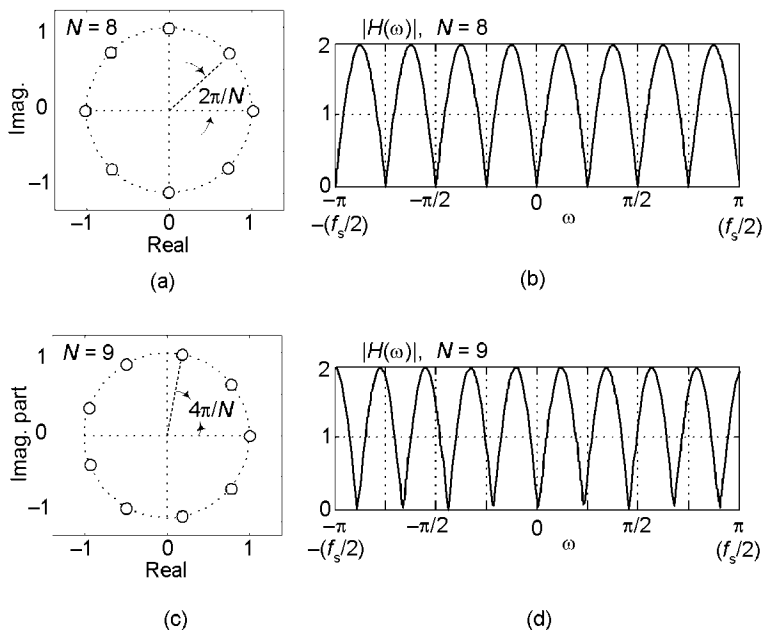 N = 8
1
0
−1
Imag.
2π/N
−1 0 1
Real
(a)
|H(ω)|, N = 8
2
1
0
−π −π/2 0 π/2 π
−(fs/2) ω (fs/2)
(b)
N = 9
1
0
−1
Imag. part
4π/N
−1 0 1
Real
(c)
|H(ω)|, N = 9
2
1
0
−π −π/2 0 π/2 π
−(fs/2) ω (fs/2)
(d)